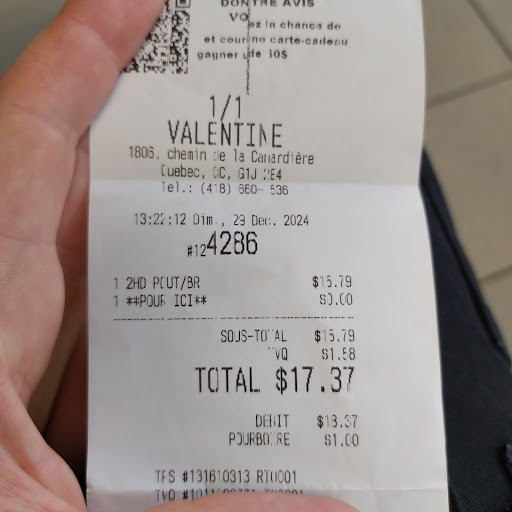 DONTRE AVIS
VO
ez la chance de
et cour ne carte-cadeau
gagner de 50$
1/1
VALENTINE
1806, chemin de la Canardière
Quebec, QC, G1J 2E4
Tel.: (418) 660- 536
13:22:12 Dim., 29 Dec. 2024
#124286
1 2HD POUT/BR $15.79
1 **POUR ICI** $0.00
SOUS-TOTAL $15.79
TVQ $1.58
TOTAL $17.37
DEBIT $18.37
POURBOIRE $1.00
TPS #131610313 RT0001
TVQ